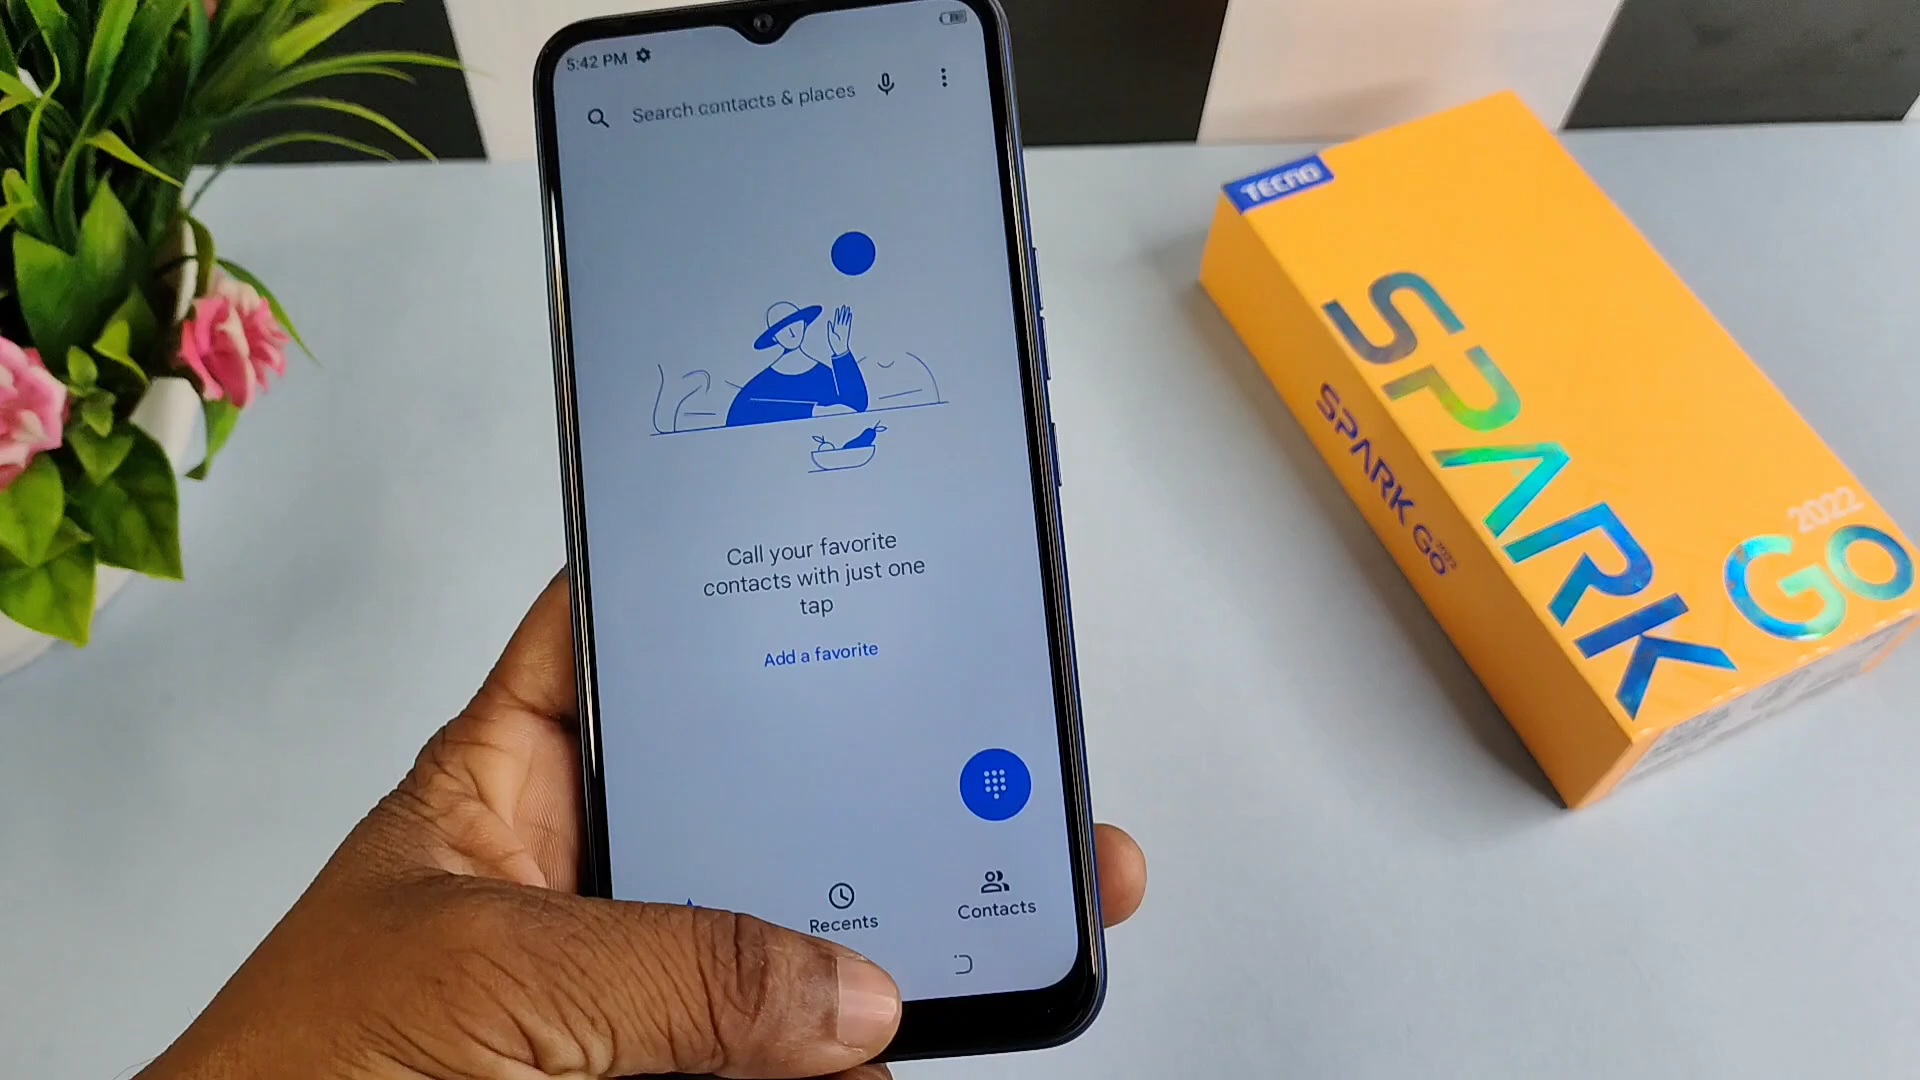 5:42 PM
Search contacts & places
Call your favorite
contacts with just one
tap
Add a favorite
Recents
Contacts
TECNO
SPARK
GO
2022
SPARK GO
2022